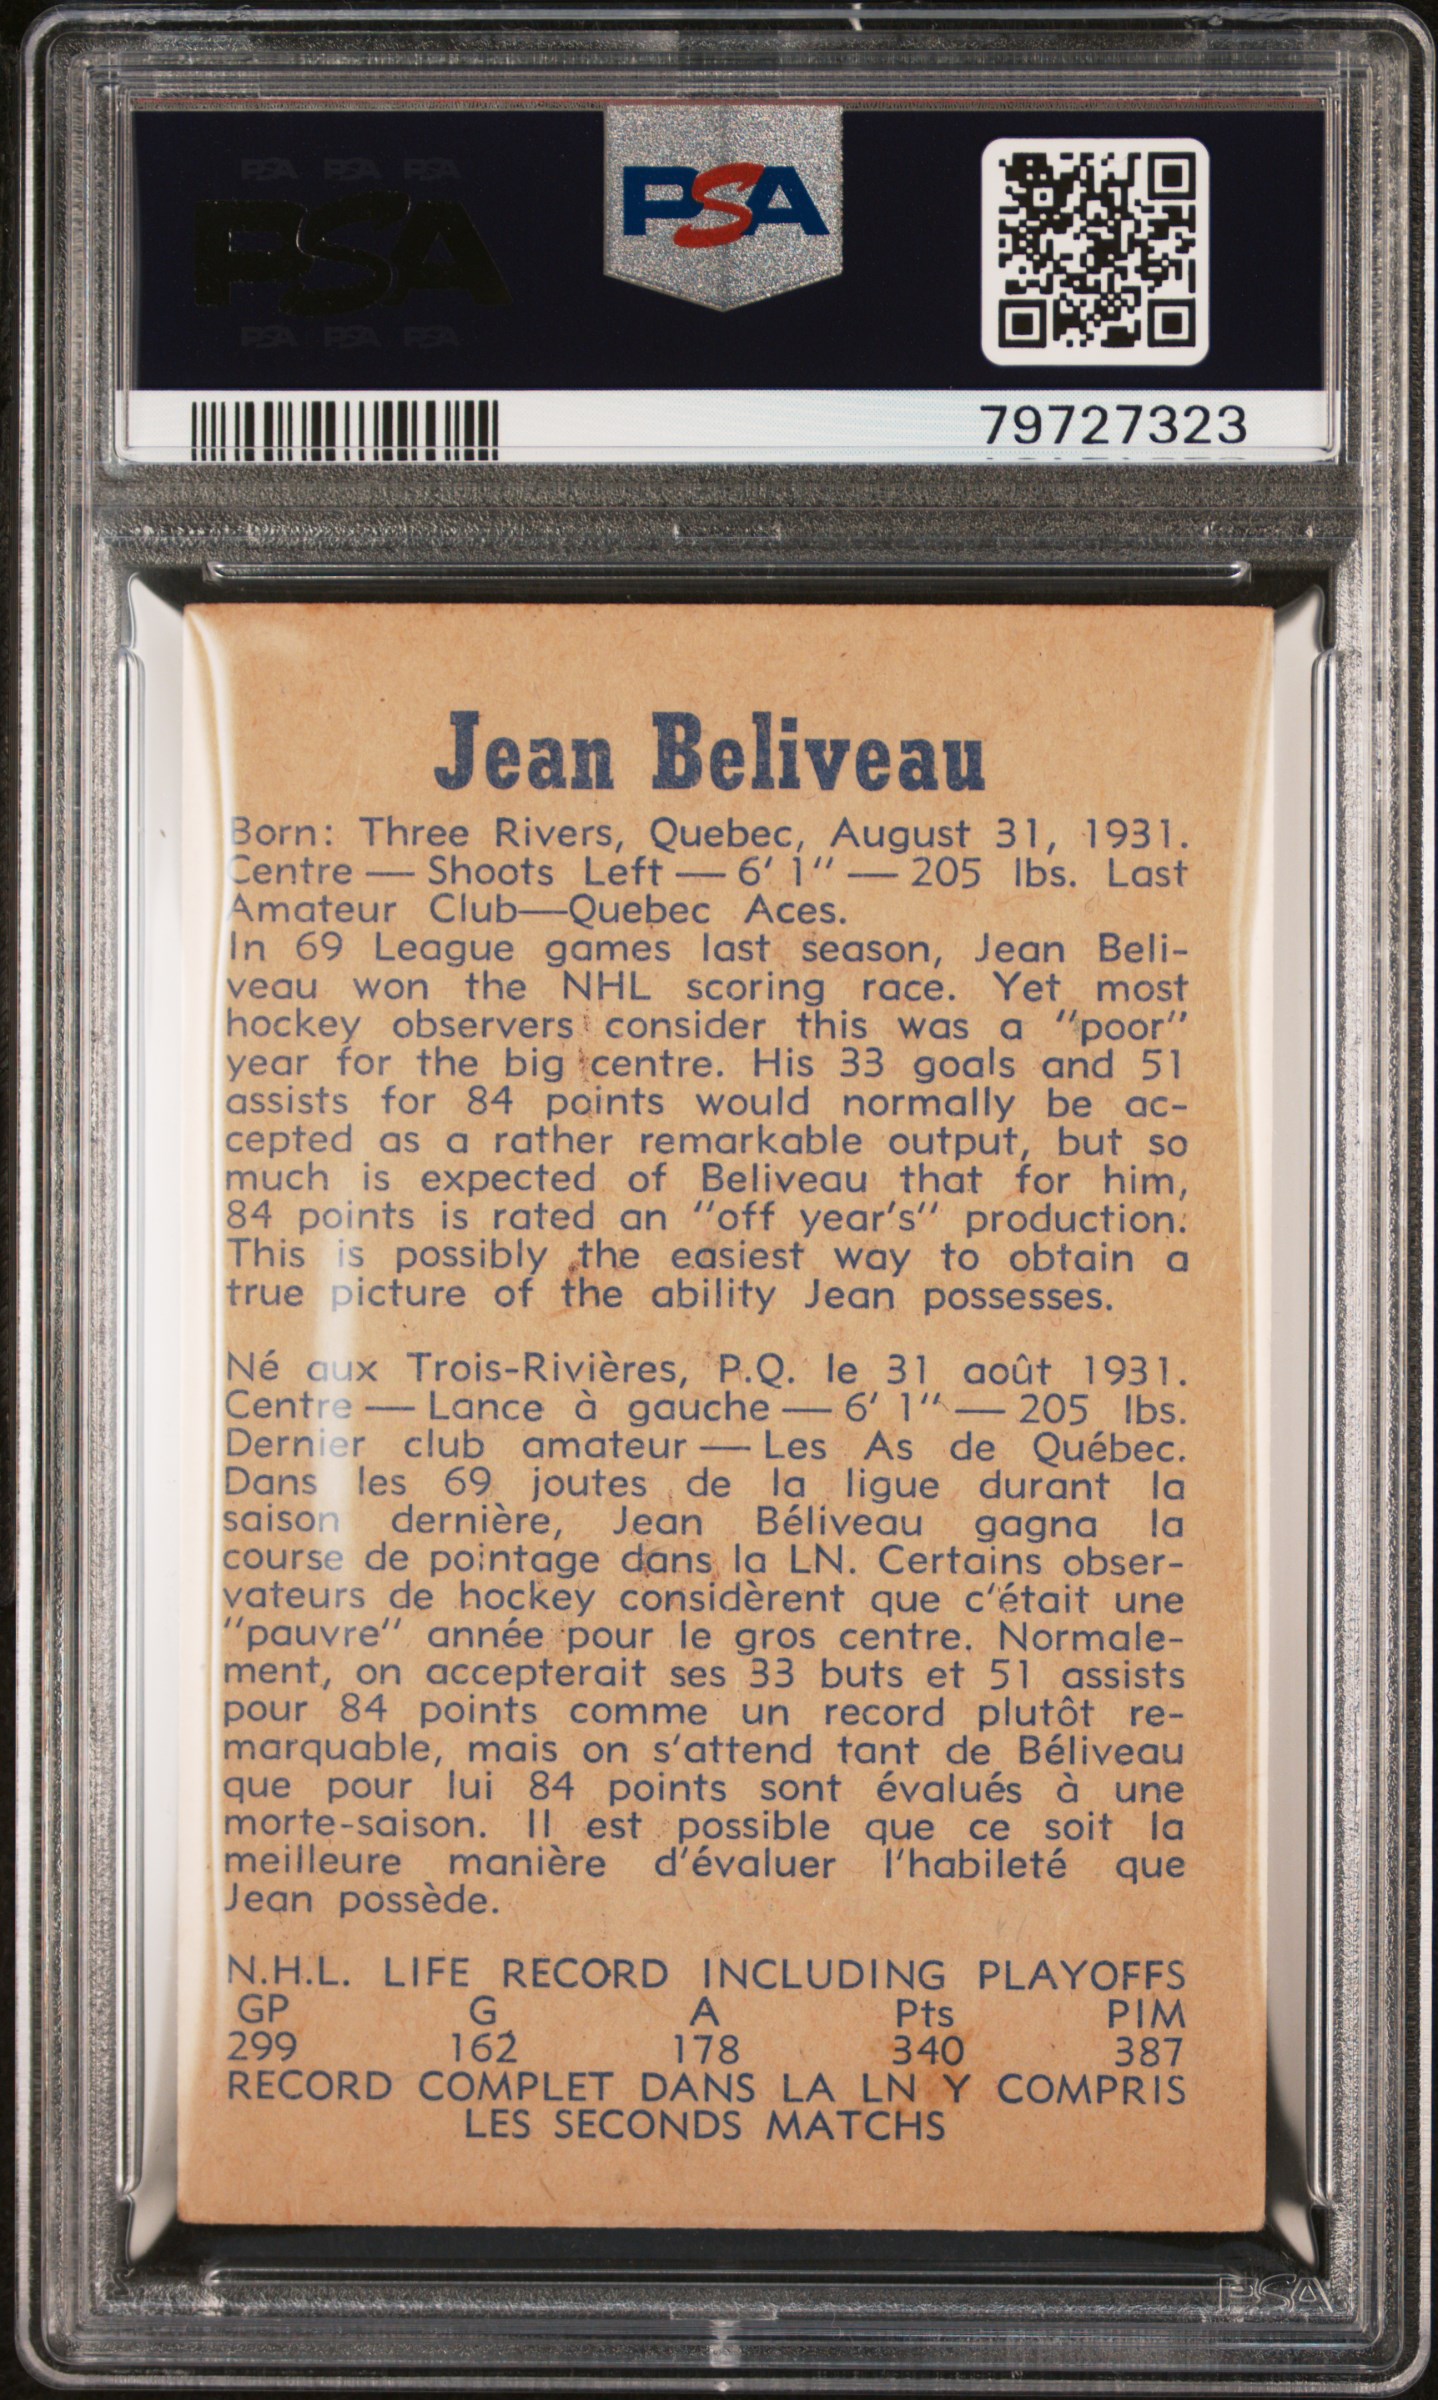 PSA PSA PSA
PSA
PSA PSA PSA
PSA
79727323
Jean Beliveau
Born: Three Rivers, Quebec, August 31, 1931.
Centre — Shoots Left — 6' 1" — 205 lbs. Last
Amateur Club—Quebec Aces.
In 69 League games last season, Jean Beli-
veau won the NHL scoring race. Yet most
hockey observers consider this was a "poor"
year for the big centre. His 33 goals and 51
assists for 84 points would normally be ac-
cepted as a rather remarkable output, but so
much is expected of Beliveau that for him,
84 points is rated an "off year's" production.
This is possibly the easiest way to obtain a
true picture of the ability Jean possesses.
Né aux Trois-Rivières, P.Q. le 31 août 1931.
Centre — Lance à gauche — 6' 1" — 205 lbs.
Dernier club amateur — Les As de Québec.
Dans les 69 joutes de la ligue durant la
saison dernière, Jean Béliveau gagna la
course de pointage dans la LN. Certains obser-
vateurs de hockey considèrent que c'était une
"pauvre" année pour le gros centre. Normale-
ment, on accepterait ses 33 buts et 51 assists
pour 84 points comme un record plutôt re-
marquable, mais on s'attend tant de Béliveau
que pour lui 84 points sont évalués à une
morte-saison. Il est possible que ce soit la
meilleure manière d'évaluer l'habileté que
Jean possède.
N.H.L. LIFE RECORD INCLUDING PLAYOFFS
GP G A Pts PIM
299 162 178 340 387
RECORD COMPLET DANS LA LN Y COMPRIS
LES SECONDS MATCHS
PSA